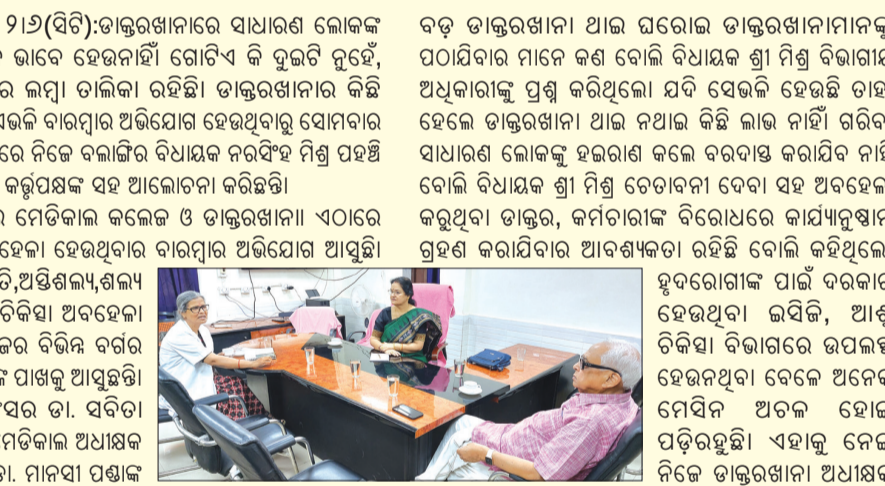 ୨।୬(ସିଟି):ଡାକ୍ତରଖାନାରେ ସାଧାରଣ ଲୋକଙ୍କ
ଭାବେ ହେଉନାହିଁ। ଗୋଟିଏ କି ଦୁଇଟି ନୁହେଁ,
ର ଲମ୍ବା ତାଲିକା ରହିଛି। ଡାକ୍ତରଖାନାର କିଛି
ଏଭଳି ବାରମ୍ବାର ଅଭିଯୋଗ ହେଉଥିବାରୁ ସୋମବାର
ରେ ନିଜେ ବଲାଙ୍ଗିର ବିଧାୟକ ନରସିଂହ ମିଶ୍ର ପହଞ୍ଚି
କର୍ତ୍ତୃପକ୍ଷଙ୍କ ସହ ଆଲୋଚନା କରିଛନ୍ତି।
ର ମେଡିକାଲ କଲେଜ ଓ ଡାକ୍ତରଖାନା। ଏଠାରେ
ହେଳା ହେଉଥିବାର ବାରମ୍ବାର ଅଭିଯୋଗ ଆସୁଛି।
ତି,ଅସ୍ଥିଶଲ୍ୟ,ଶଲ୍ୟ
ଚିକିତ୍ସା ଅବହେଳା
ଜର ବିଭିନ୍ନ ବର୍ଗର
ଙ୍କ ପାଖକୁ ଆସୁଛନ୍ତି।
ଂସର ଡା. ସବିତା
ମେଡିକାଲ ଅଧୀକ୍ଷକ
ଡା. ମାନସୀ ପଣ୍ଡାଙ୍କ
ବଡ଼ ଡାକ୍ତରଖାନା ଥାଇ ଘରୋଇ ଡାକ୍ତରଖାନାମାନଙ୍କୁ
ପଠାଯିବାର ମାନେ କଣ ବୋଲି ବିଧାୟକ ଶ୍ରୀ ମିଶ୍ର ବିଭାଗୀୟ
ଅଧିକାରୀଙ୍କୁ ପ୍ରଶ୍ନ କରିଥିଲେ। ଯଦି ସେଭଳି ହେଉଛି ତାହା
ହେଲେ ଡାକ୍ତରଖାନା ଥାଇ ନଥାଇ କିଛି ଲାଭ ନାହିଁ। ଗରିବ
ସାଧାରଣ ଲୋକଙ୍କୁ ହଇରାଣ କଲେ ବରଦାସ୍ତ କରାଯିବ ନାହିଁ
ବୋଲି ବିଧାୟକ ଶ୍ରୀ ମିଶ୍ର ଚେତାବନୀ ଦେବା ସହ ଅବହେଳା
କରୁଥିବା ଡାକ୍ତର, କର୍ମଚାରୀଙ୍କ ବିରୋଧରେ କାର୍ଯ୍ୟାନୁଷ୍ଠାନ
ଗ୍ରହଣ କରାଯିବାର ଆବଶ୍ୟକତା ରହିଛି ବୋଲି କହିଥିଲେ
ହୃଦରୋଗୀଙ୍କ ପାଇଁ ଦରକାର
ହେଉଥିବା ଇସିଜି, ଆଶୁ
ଚିକିତ୍ସା ବିଭାଗରେ ଉପଲବ୍ଧ
ହେଉନଥିବା ବେଳେ ଅନେକ
ମେସିନ ଅଚଳ ହୋଇ
ପଡ଼ିରହୁଛି। ଏହାକୁ ନେଇ
ନିଜେ ଡାକ୍ତରଖାନା ଅଧୀକ୍ଷକ